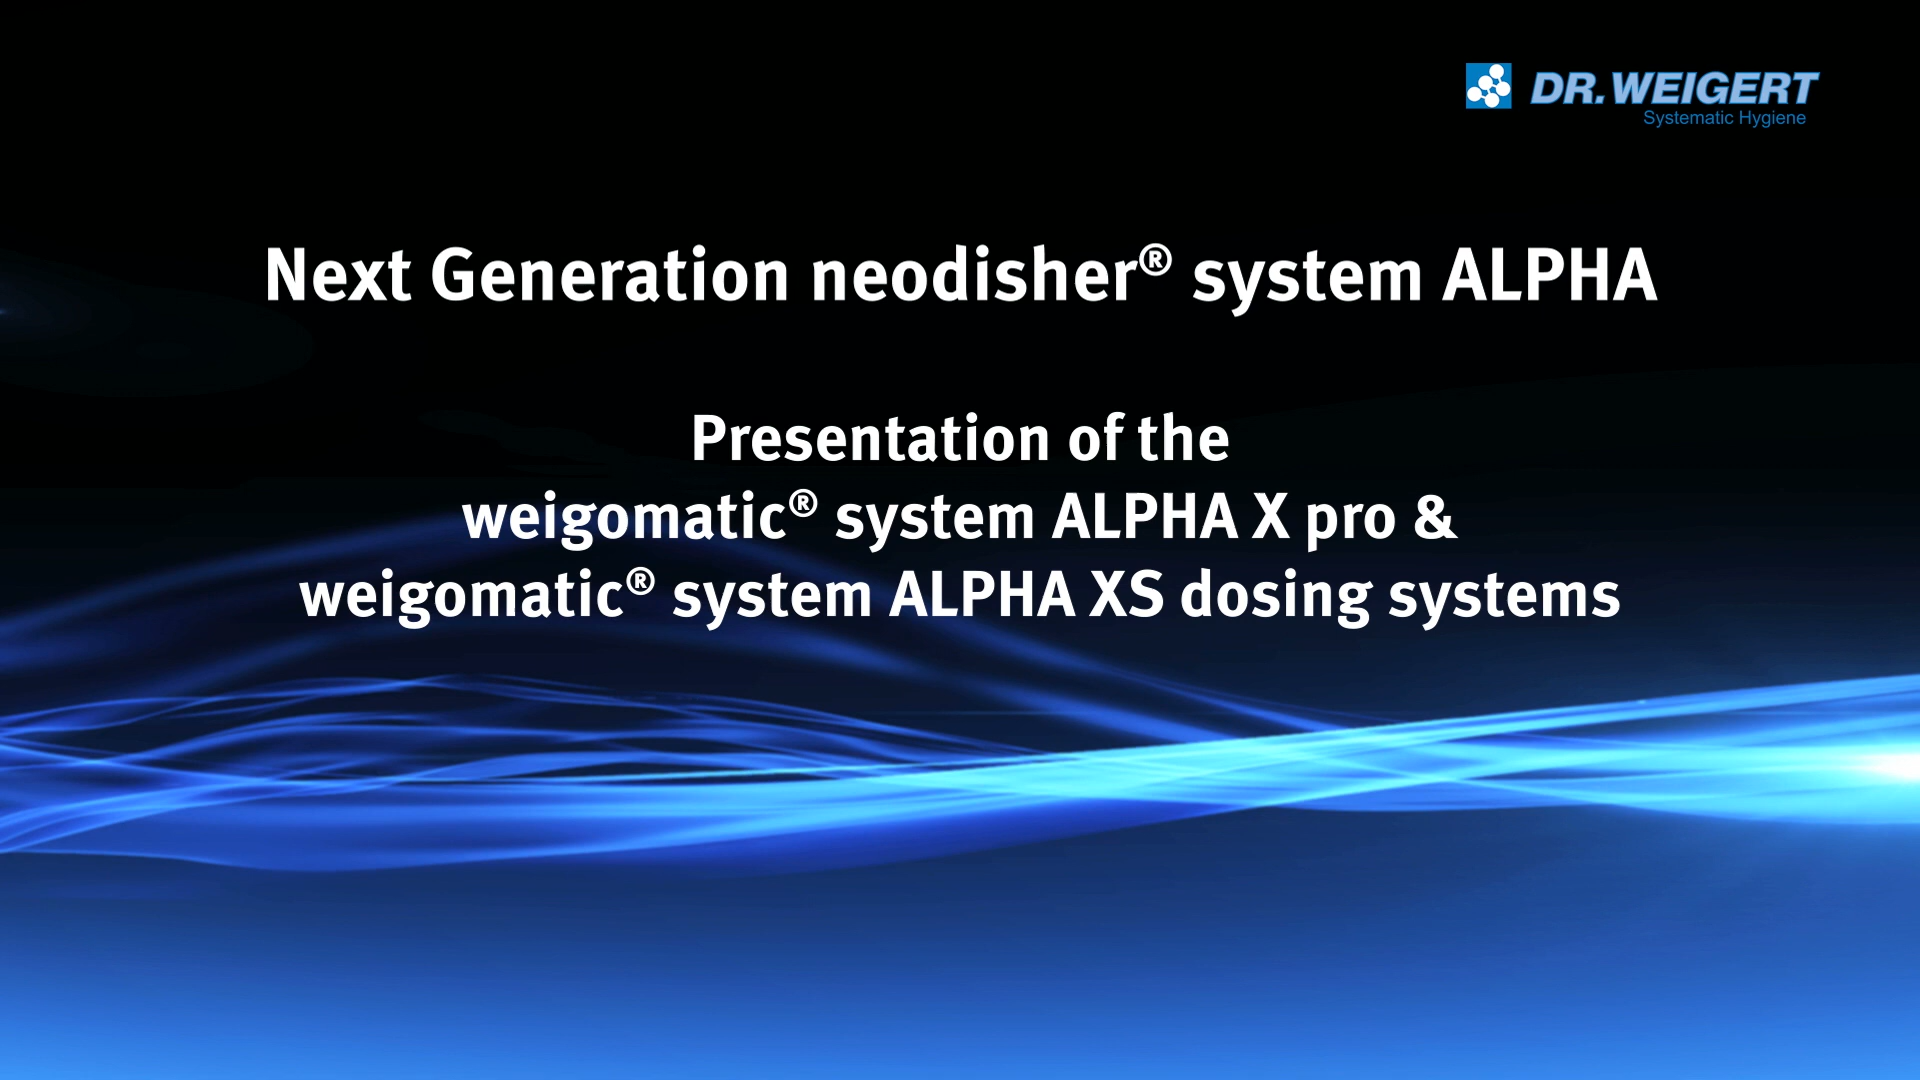 DR.WEIGERT
Systematic Hygiene
Next Generation neodisher® system ALPHA
Presentation of the
weigomatic® system ALPHA X pro &
weigomatic® system ALPHA XS dosing systems